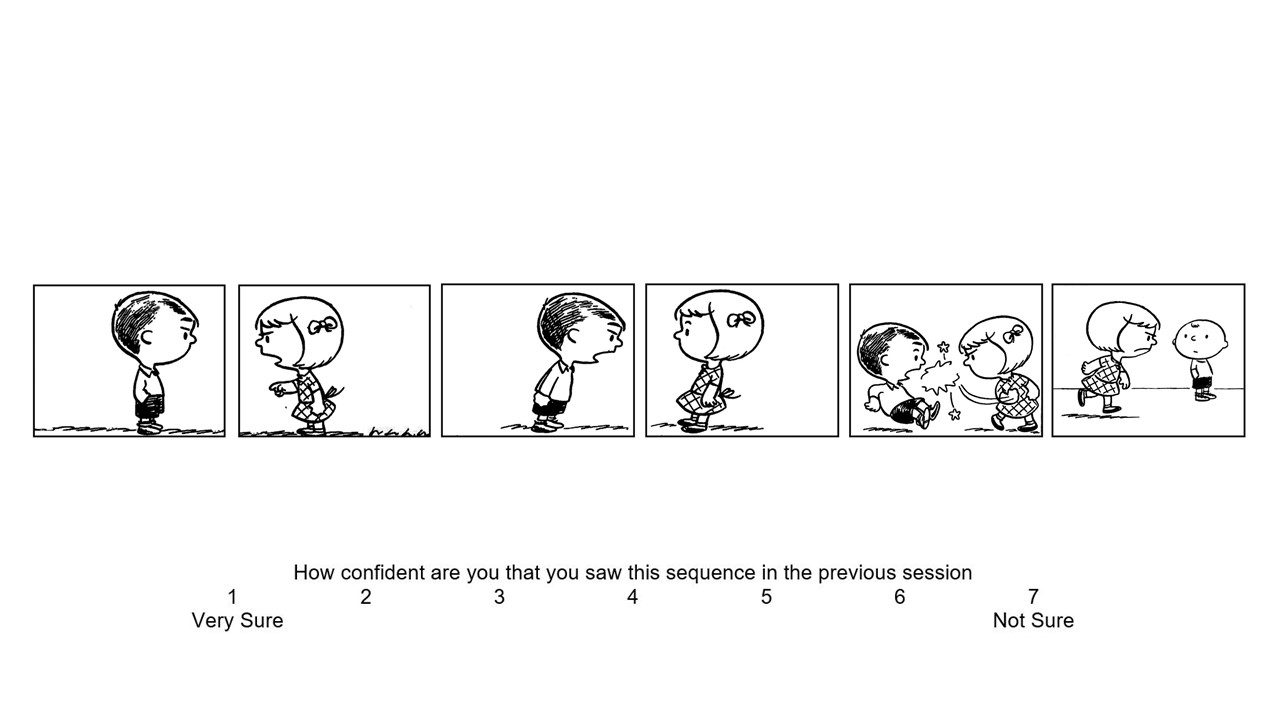 How confident are you that you saw this sequence in the previous session
1 2 3 4 5 6 7
Very Sure Not Sure